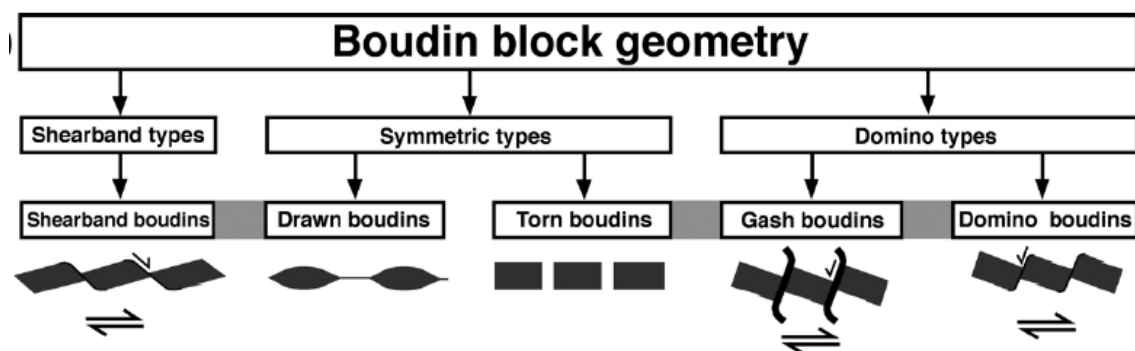 )
Boudin block geometry
Shearband types
Symmetric types
Domino types
Shearband boudins
Drawn boudins
Torn boudins
Gash boudins
Domino boudins